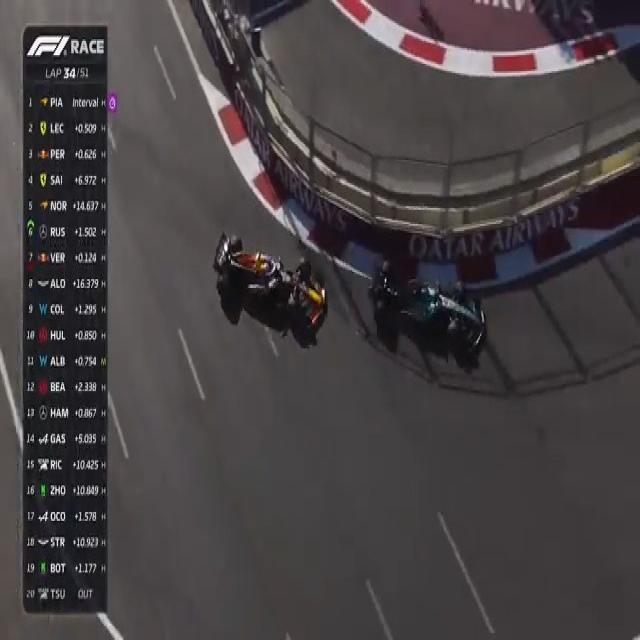 F1 RACE
LAP 34/51
1 PIA Interval H
2 LEC +0.509 H
3 PER +0.626 H
4 SAI +6.972 H
5 NOR +14.637 H
6 RUS +1.502 H
7 VER +0.124 H
8 ALO +16.379 H
9 COL +1.295 H
10 HUL +0.850 H
11 ALB +0.754 M
12 BEA +2.338 H
13 HAM +0.867 H
14 GAS +5.035 H
15 RIC +10.425 H
16 ZHO +10.849 H
17 OCO +1.578 H
18 STR +10.923 H
19 BOT +1.177 H
20 TSU OUT
AIRWAYS
AIRWAYS
QATAR AIRWAYS